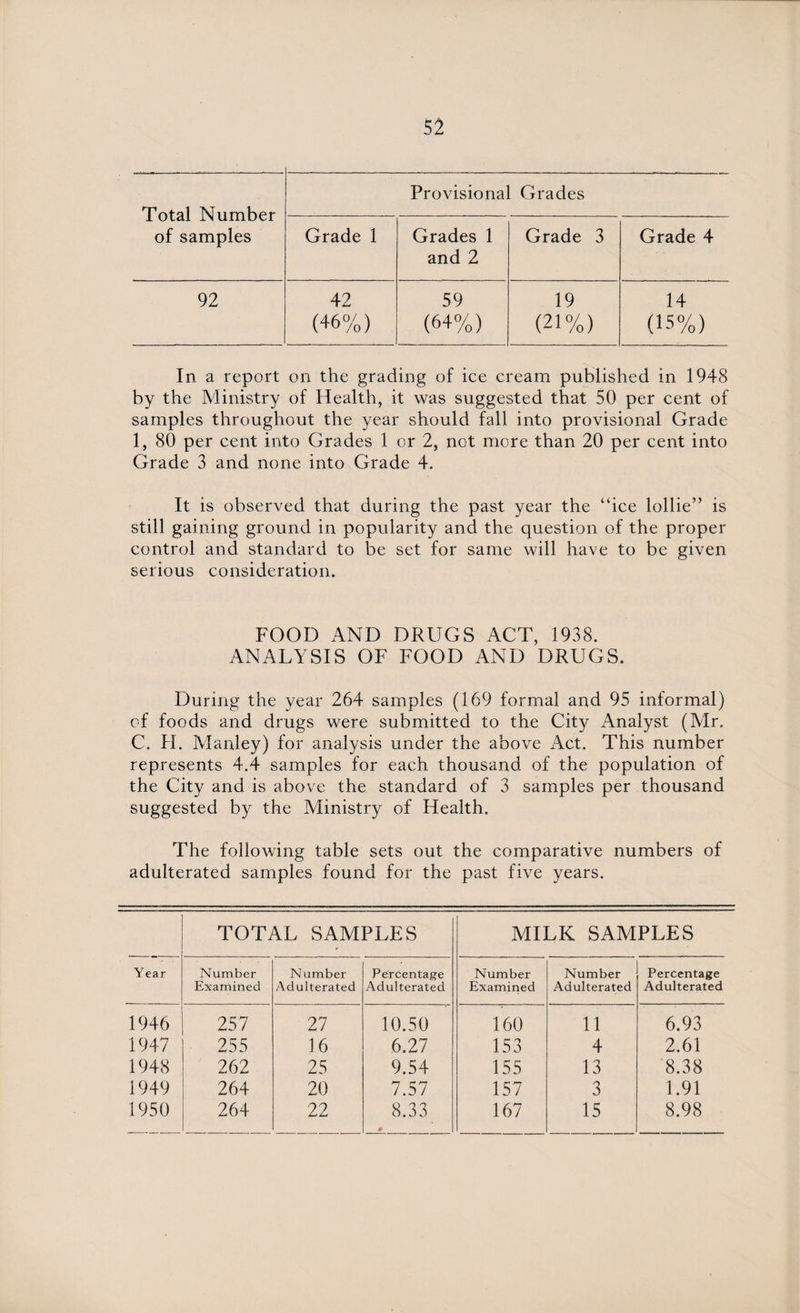 52
Total Number
of samples
Provisional Grades
Grade 1
Grades 1
and 2
Grade 3
Grade 4
92
42
(46%)
59
(64%)
19
(21%)
14
(15%)
In a report on the grading of ice cream published in 1948
by the Ministry of Health, it was suggested that 50 per cent of
samples throughout the year should fall into provisional Grade
1, 80 per cent into Grades 1 or 2, not more than 20 per cent into
Grade 3 and none into Grade 4.
It is observed that during the past year the “ice lollie” is
still gaining ground in popularity and the question of the proper
control and standard to be set for same will have to be given
serious consideration.
FOOD AND DRUGS ACT, 1938.
ANALYSIS OF FOOD AND DRUGS.
During the year 264 samples (169 formal and 95 informal)
of foods and drugs were submitted to the City Analyst (Mr.
C. H. Manley) for analysis under the above Act. This number
represents 4.4 samples for each thousand of the population of
the City and is above the standard of 3 samples per thousand
suggested by the Ministry of Health.
The following table sets out the comparative numbers of
adulterated samples found for the past five years.
TOTAL SAMPLES MILK SAMPLES
Year Number Examined Number Adulterated Percentage Adulterated Number Examined Number Adulterated Percentage Adulterated
1946 257 27 10.50 160 11 6.93
1947 255 16 6.27 153 4 2.61
1948 262 25 9.54 155 13 8.38
1949 264 20 7.57 157 3 1.91
1950 264 22 8.33 167 15 8.98